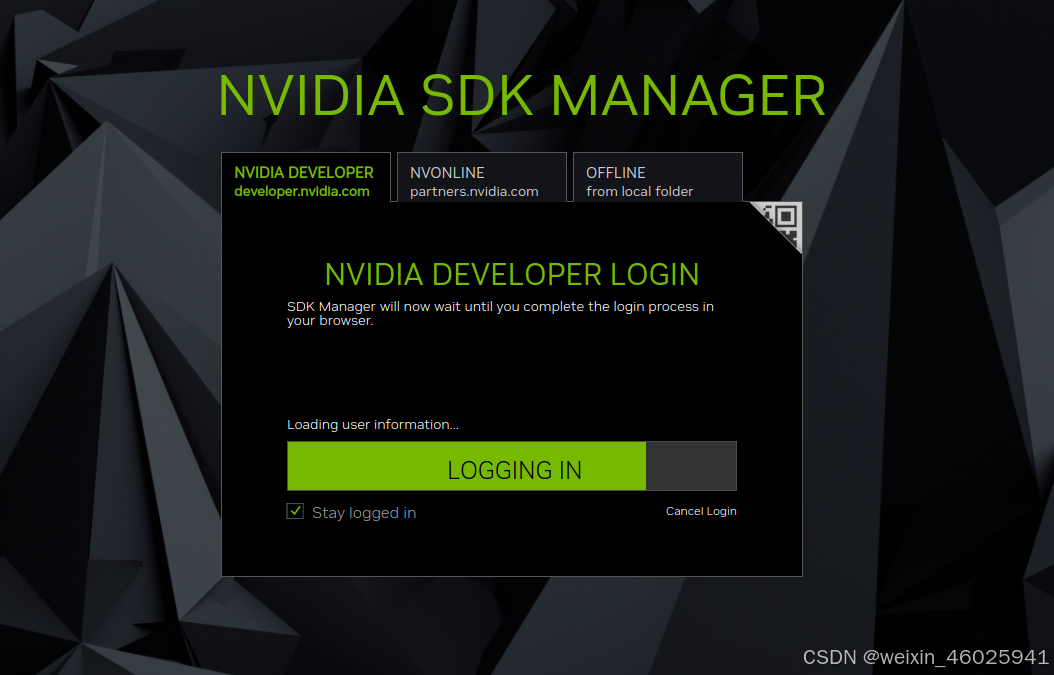 NVIDIA SDK MANAGER
NVIDIA DEVELOPER
developer.nvidia.com
NVONLINE
partners.nvidia.com
OFFLINE
from local folder
NVIDIA DEVELOPER LOGIN
SDK Manager will now wait until you complete the login process in
your browser.
Loading user information...
LOGGING IN
Stay logged in
Cancel Login
CSDN @weixin_46025941